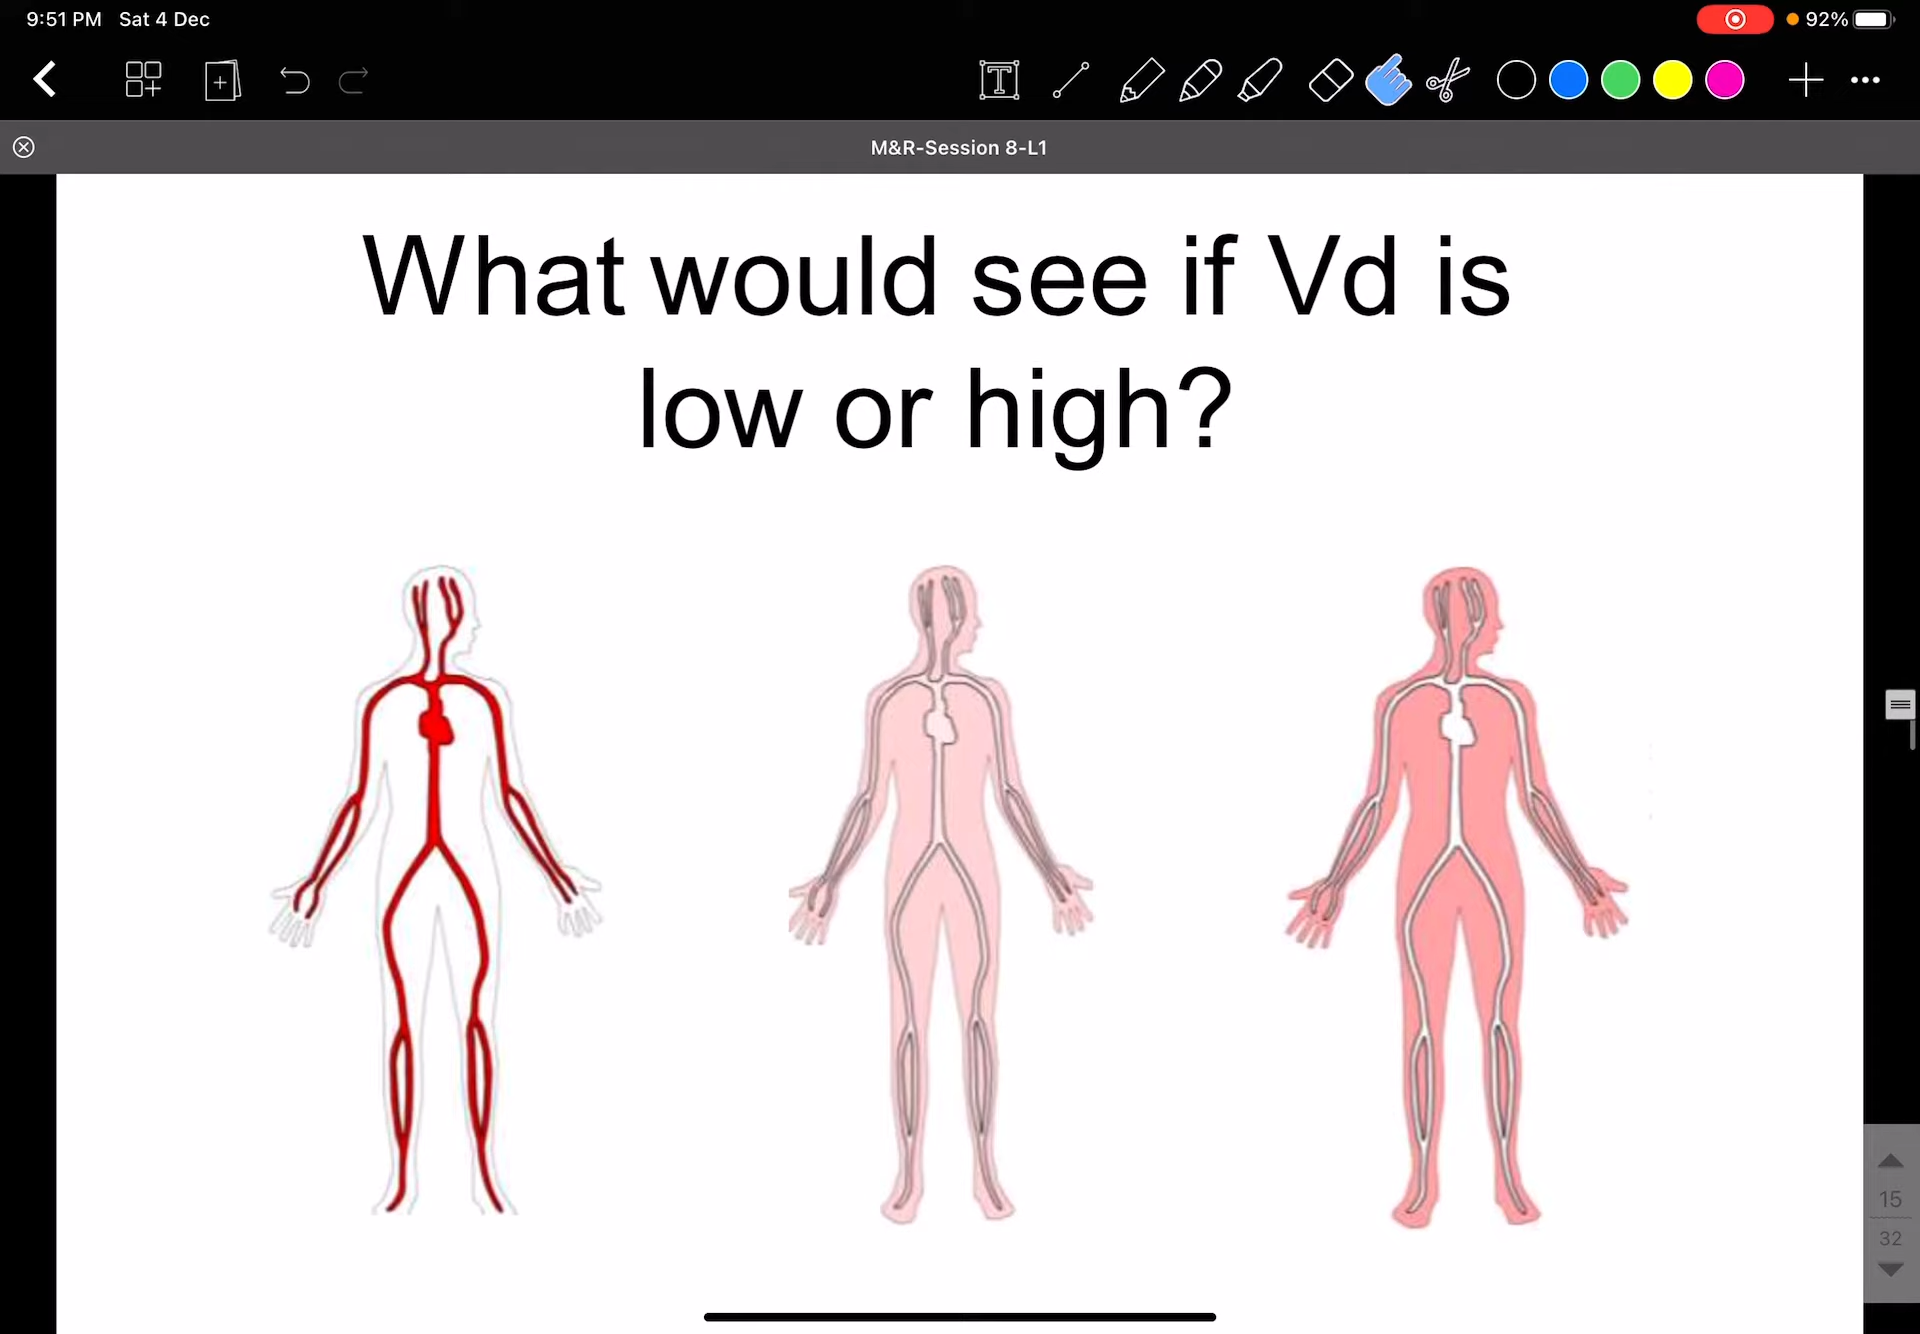 9:51 PM Sat 4 Dec
92%
T
M&R-Session 8-L1
What would see if Vd is
low or high?
15
32